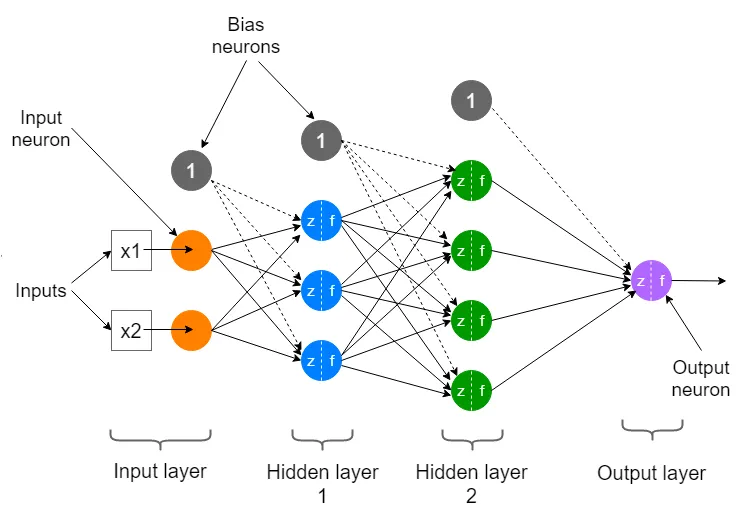 Bias
neurons
Input
neuron
1
1
1
z f
z f
z f
z f
z f
z f
z f
z f
x1
x2
Inputs
Output
neuron
Input layer
Hidden layer
1
Hidden layer
2
Output layer